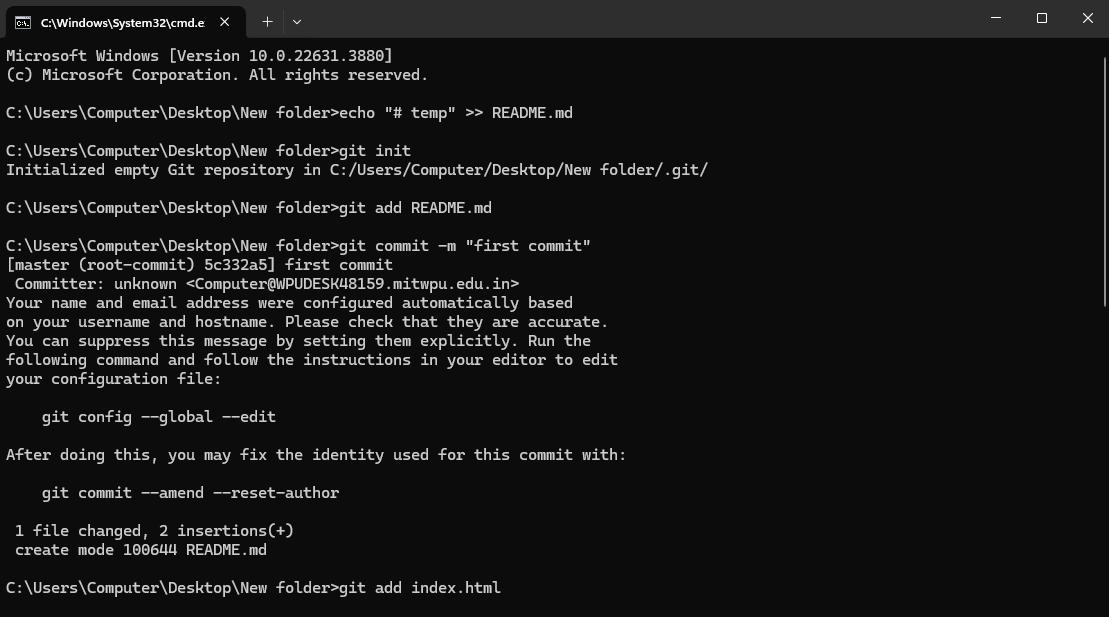 C:\Windows\System32\cmd.e
Microsoft Windows [Version 10.0.22631.3880]
(c) Microsoft Corporation. All rights reserved.
C:\Users\Computer\Desktop\New folder>echo "# temp" >> README.md
C:\Users\Computer\Desktop\New folder>git init
Initialized empty Git repository in C:/Users/Computer/Desktop/New folder/.git/
C:\Users\Computer\Desktop\New folder>git add README.md
C:\Users\Computer\Desktop\New folder>git commit -m "first commit"
[master (root-commit) 5c332a5] first commit
 Committer: unknown <Computer@WPUDESK48159.mitwpu.edu.in>
Your name and email address were configured automatically based
on your username and hostname. Please check that they are accurate.
You can suppress this message by setting them explicitly. Run the
following command and follow the instructions in your editor to edit
your configuration file:
    git config --global --edit
After doing this, you may fix the identity used for this commit with:
    git commit --amend --reset-author
 1 file changed, 2 insertions(+)
 create mode 100644 README.md
C:\Users\Computer\Desktop\New folder>git add index.html